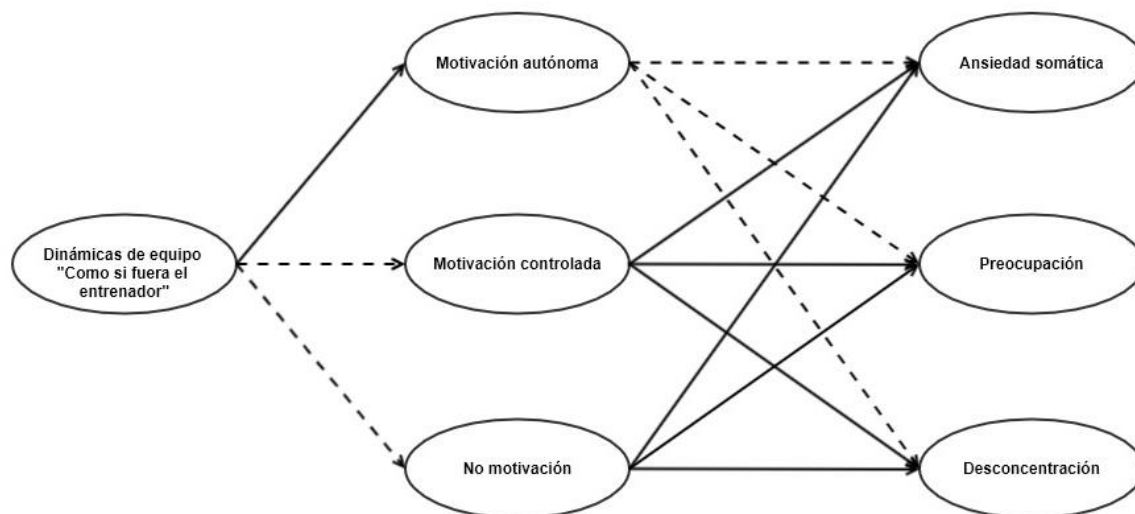 Motivación autónoma
Ansiedad somática
Dinámicas de equipo
"Como si fuera el
entrenador"
Motivación controlada
Preocupación
No motivación
Desconcentración